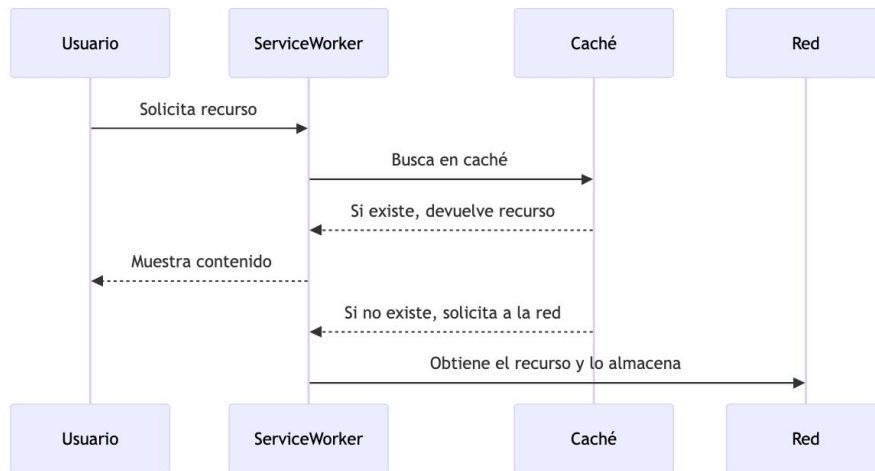 Usuario
ServiceWorker
Caché
Red
Solicita recurso
Busca en caché
Si existe, devuelve recurso
Muestra contenido
Si no existe, solicita a la red
Obtiene el recurso y lo almacena
Usuario
ServiceWorker
Caché
Red